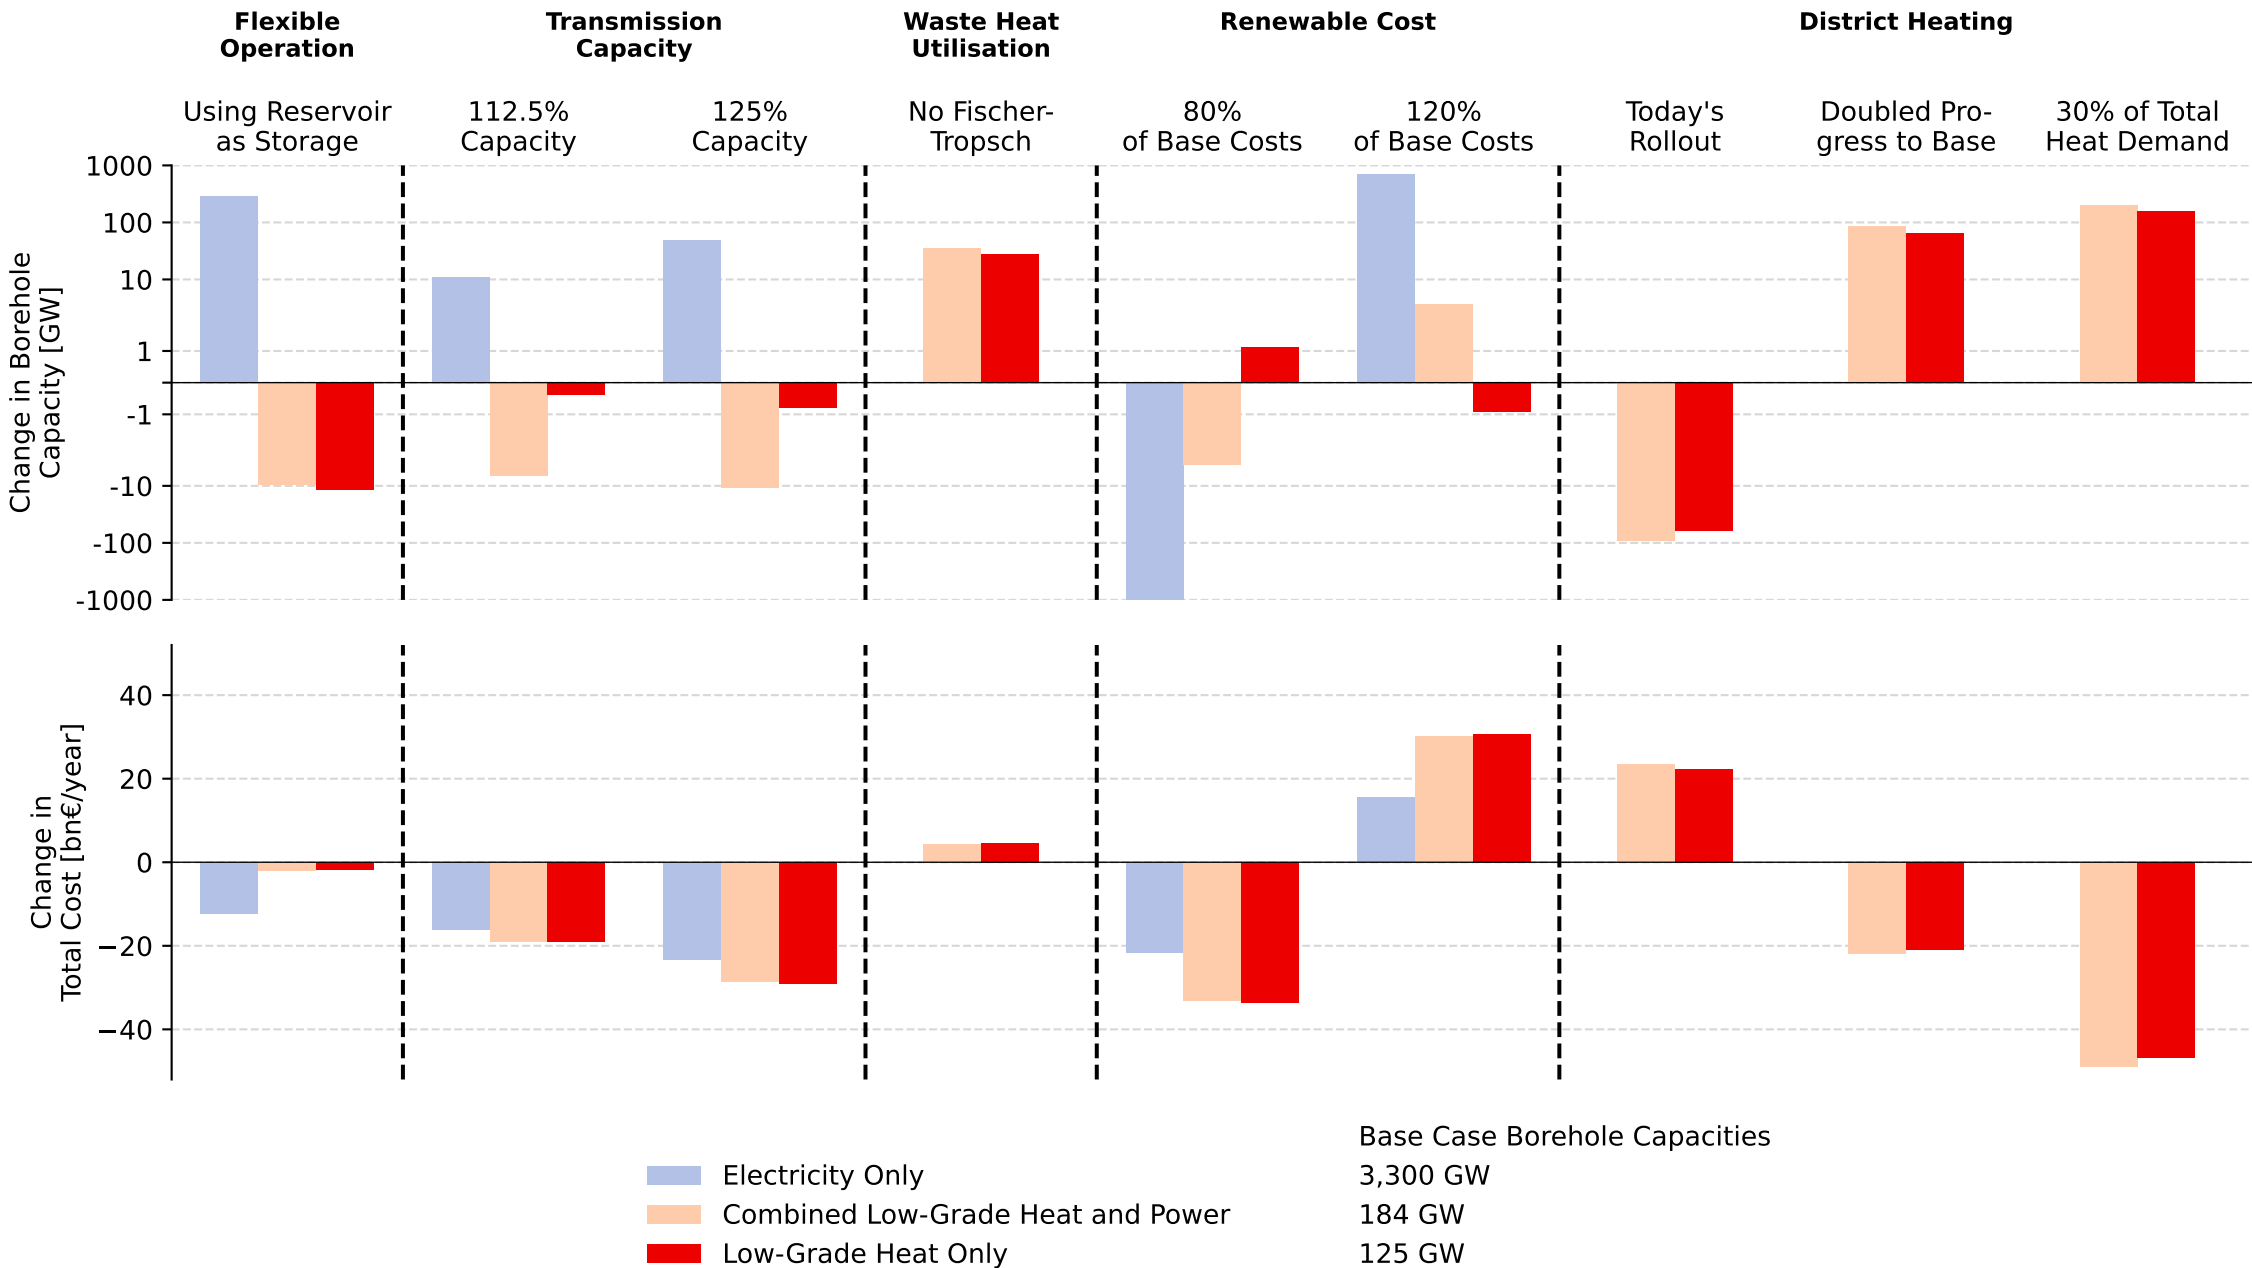 Flexible
Operation
Transmission
Capacity
Waste Heat
Utilisation
Renewable Cost
District Heating
Using Reservoir
as Storage
112.5%
Capacity
125%
Capacity
No Fischer-
Tropsch
80%
of Base Costs
120%
of Base Costs
Today's
Rollout
Doubled Pro-
gress to Base
30% of Total
Heat Demand
Change in Borehole
Capacity [GW]
1000
100
10
1
-1
-10
-100
-1000
Change in
Total Cost [bn€/year]
40
20
0
−20
−40
Base Case Borehole Capacities
Electricity Only 3,300 GW
Combined Low-Grade Heat and Power 184 GW
Low-Grade Heat Only 125 GW